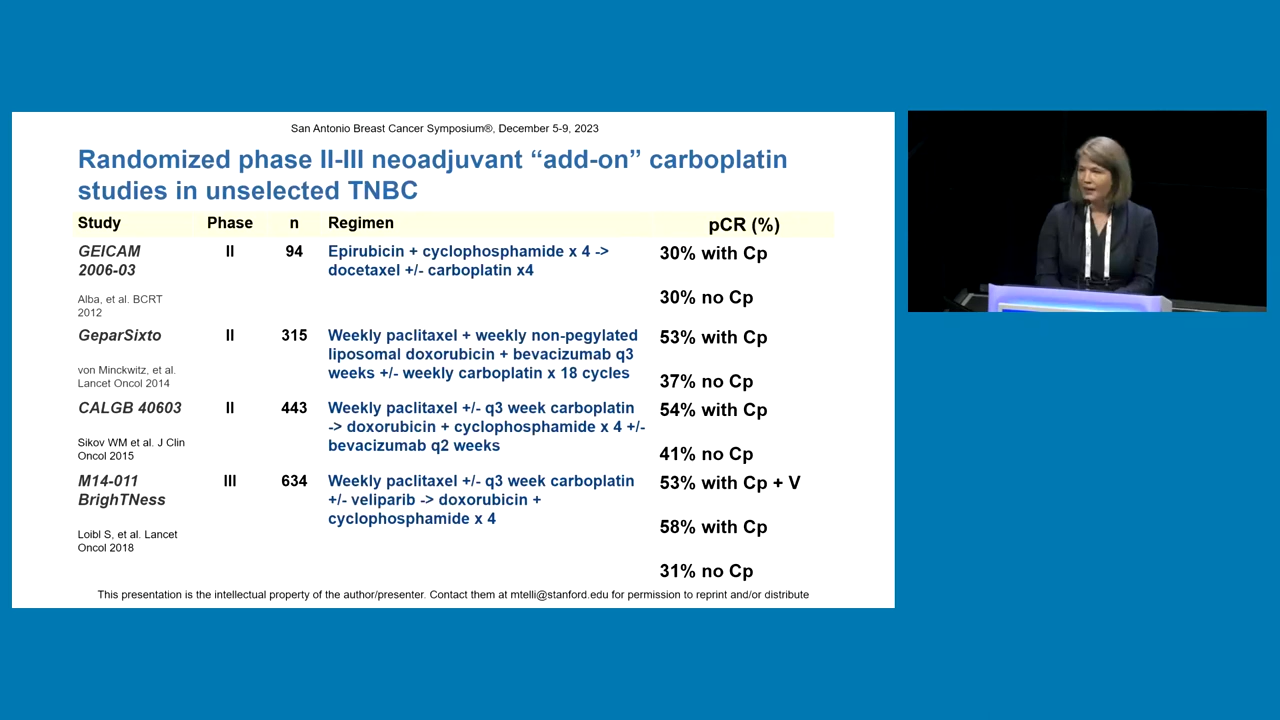 San Antonio Breast Cancer Symposium®, December 5-9, 2023
Randomized phase II-III neoadjuvant “add-on” carboplatin
studies in unselected TNBC
Study Phase n Regimen pCR (%)
GEICAM
2006-03
Alba, et al. BCRT
2012
II
94
Epirubicin + cyclophosphamide x 4 ->
docetaxel +/- carboplatin x4
30% with Cp
30% no Cp
GeparSixto
von Minckwitz, et al.
Lancet Oncol 2014
II
315
Weekly paclitaxel + weekly non-pegylated
liposomal doxorubicin + bevacizumab q3
weeks +/- weekly carboplatin x 18 cycles
53% with Cp
37% no Cp
CALGB 40603
Sikov WM et al. J Clin
Oncol 2015
II
443
Weekly paclitaxel +/- q3 week carboplatin
-> doxorubicin + cyclophosphamide x 4 +/-
bevacizumab q2 weeks
54% with Cp
41% no Cp
M14-011
BrighTNess
Loibl S, et al. Lancet
Oncol 2018
III
634
Weekly paclitaxel +/- q3 week carboplatin
+/- veliparib -> doxorubicin +
cyclophosphamide x 4
53% with Cp + V
58% with Cp
31% no Cp
This presentation is the intellectual property of the author/presenter. Contact them at mtelli@stanford.edu for permission to reprint and/or distribute